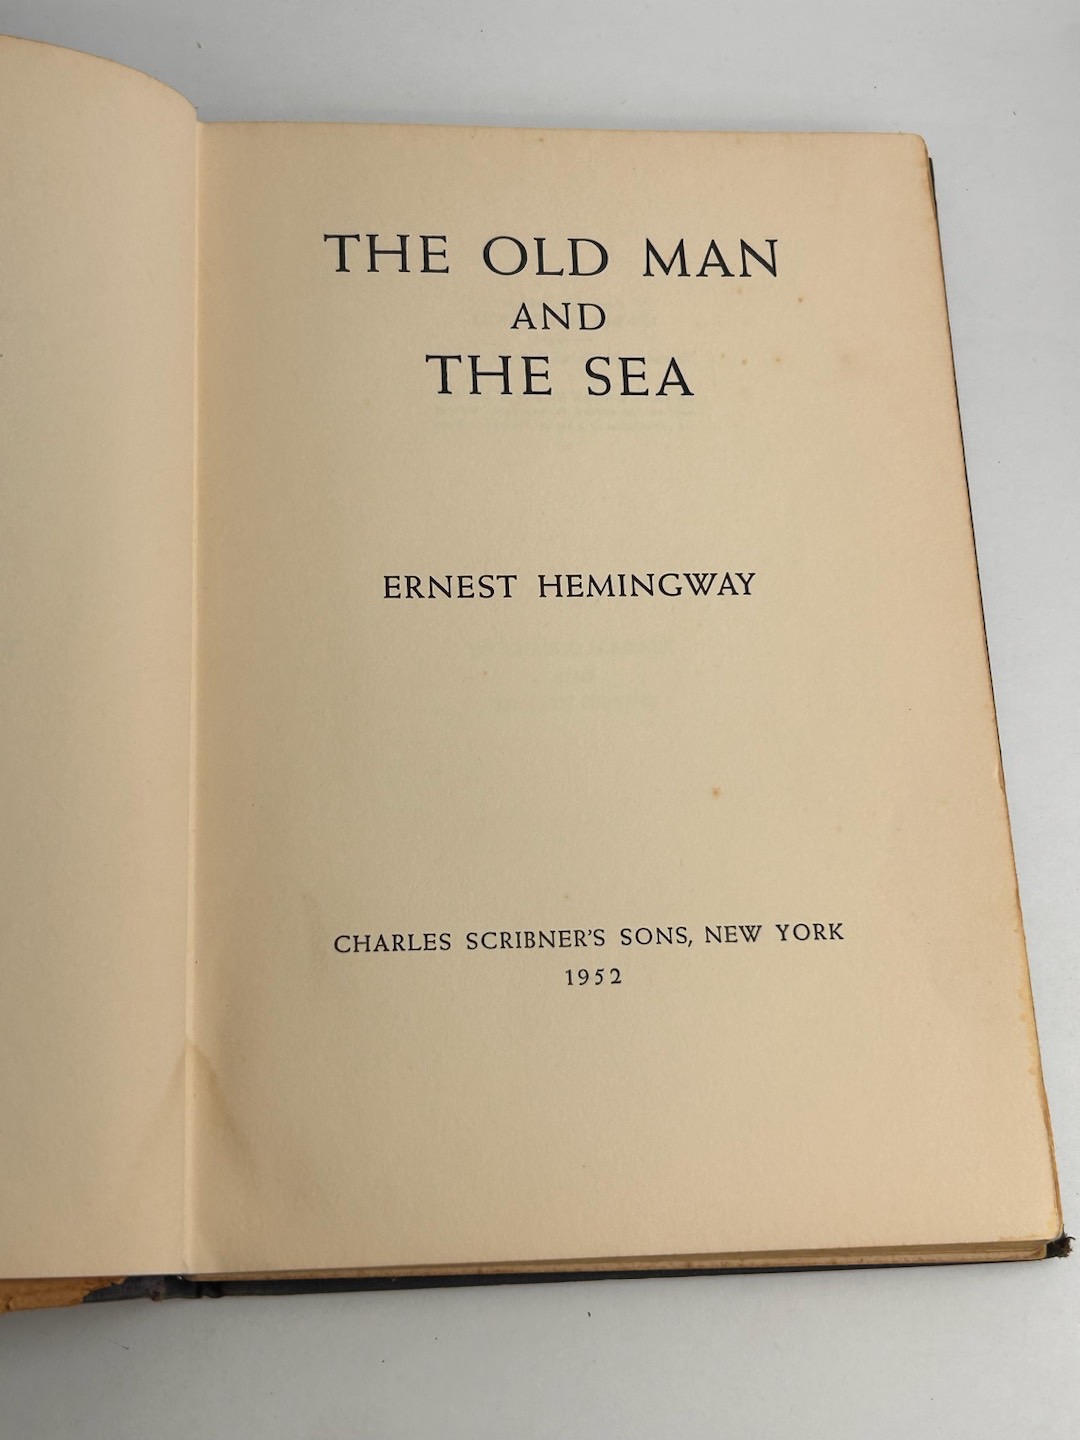 THE OLD MAN
AND
THE SEA
ERNEST HEMINGWAY
CHARLES SCRIBNER'S SONS, NEW YORK
1952